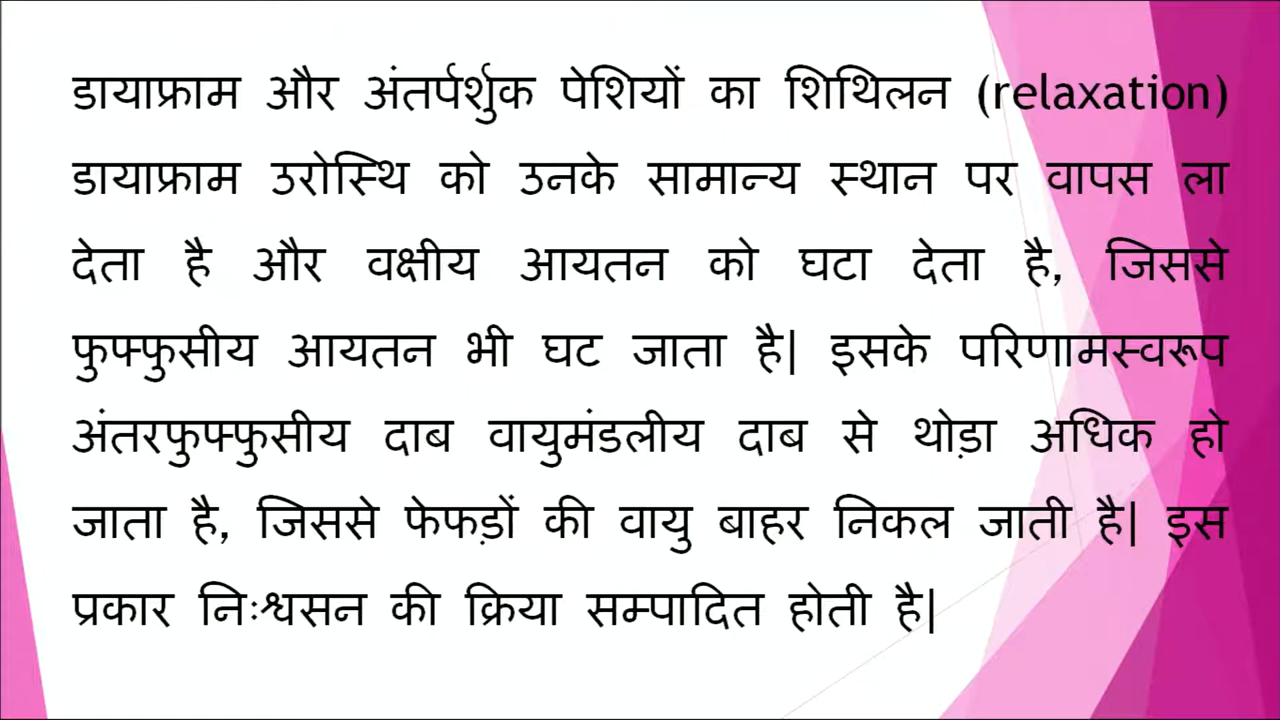 डायाफ्राम और अंतर्पर्शुक पेशियों का शिथिलन (relaxation)
डायाफ्राम उरोस्थि को उनके सामान्य स्थान पर वापस ला
देता है और वक्षीय आयतन को घटा देता है, जिससे
फुफ्फुसीय आयतन भी घट जाता है| इसके परिणामस्वरूप
अंतरफुफ्फुसीय दाब वायुमंडलीय दाब से थोड़ा अधिक हो
जाता है, जिससे फेफड़ों की वायु बाहर निकल जाती है| इस
प्रकार निःश्वसन की क्रिया सम्पादित होती है|